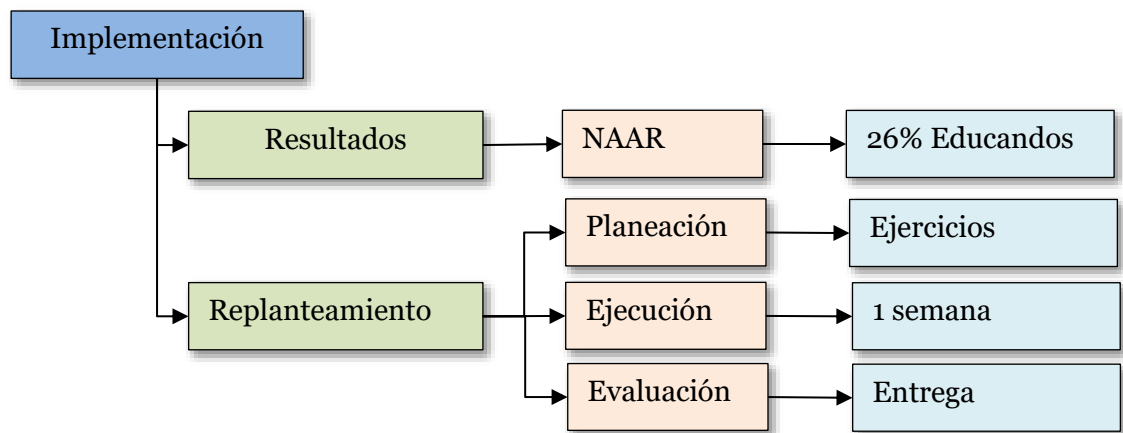 Implementación
Resultados
NAAR
26% Educandos
Planeación
Ejercicios
Replanteamiento
Ejecución
1 semana
Evaluación
Entrega